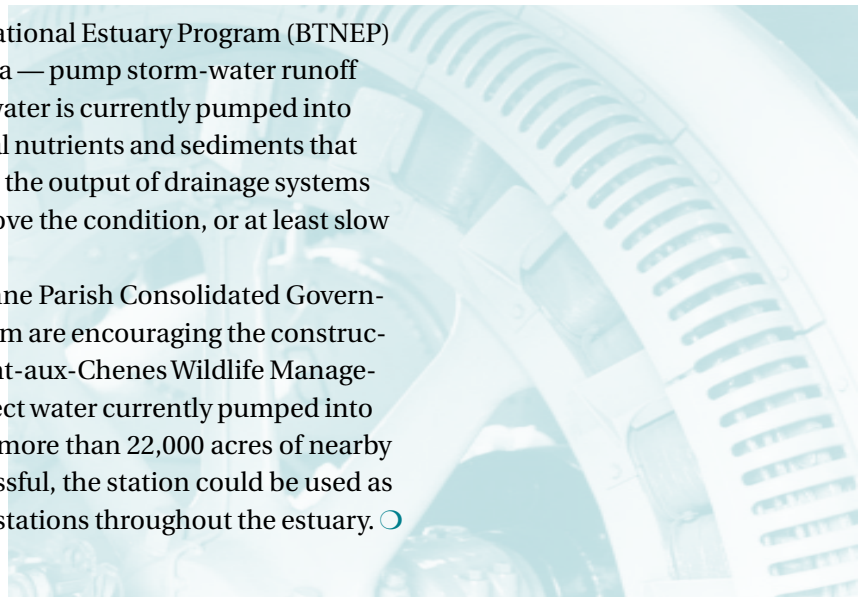 ational Estuary Program (BTNEP)
a — pump storm-water runoff
water is currently pumped into
l nutrients and sediments that
the output of drainage systems
ove the condition, or at least slow
ne Parish Consolidated Govern-
m are encouraging the construc-
t-aux-Chenes Wildlife Manage-
ect water currently pumped into
more than 22,000 acres of nearby
ssful, the station could be used as
stations throughout the estuary.